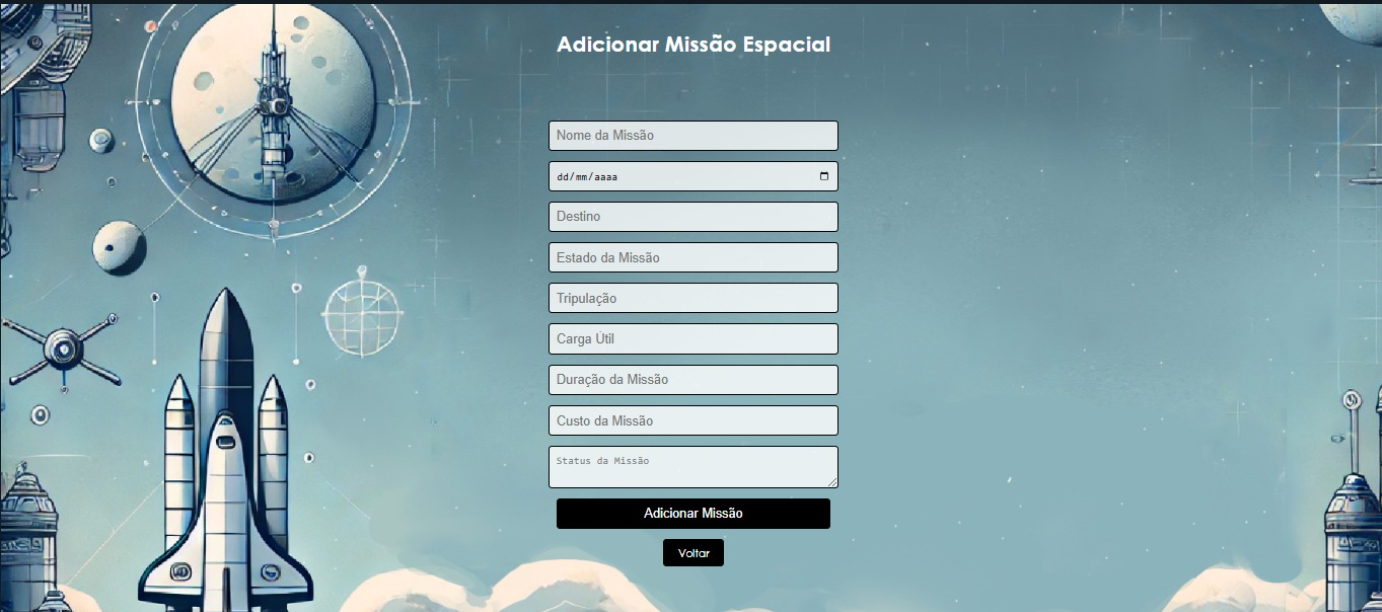 Adicionar Missão Espacial
Nome da Missão
dd/mm/aaaa
Destino
Estado da Missão
Tripulação
Carga Útil
Duração da Missão
Custo da Missão
Status da Missão
Adicionar Missão
Voltar